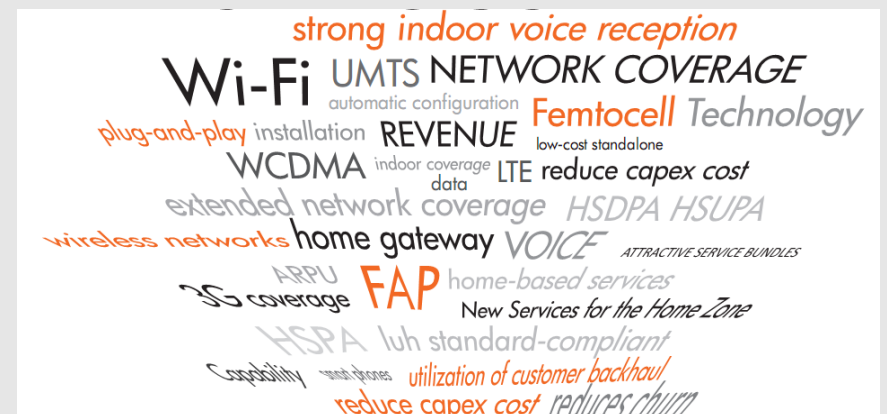 strong indoor voice reception
Wi-Fi UMTS NETWORK COVERAGE
automatic configuration Femtocell Technology
plug-and-play installation REVENUE low-cost standalone
WCDMA indoor coverage LTE reduce capex cost
data
extended network coverage HSDPA HSUPA
wireless networks home gateway VOICE ATTRACTIVE SERVICE BUNDLES
ARPU FAP home-based services
3G coverage New Services for the Home Zone
HSPA luh standard-compliant
Capability smart phones utilization of customer backhaul
reduce capex cost reduces churn